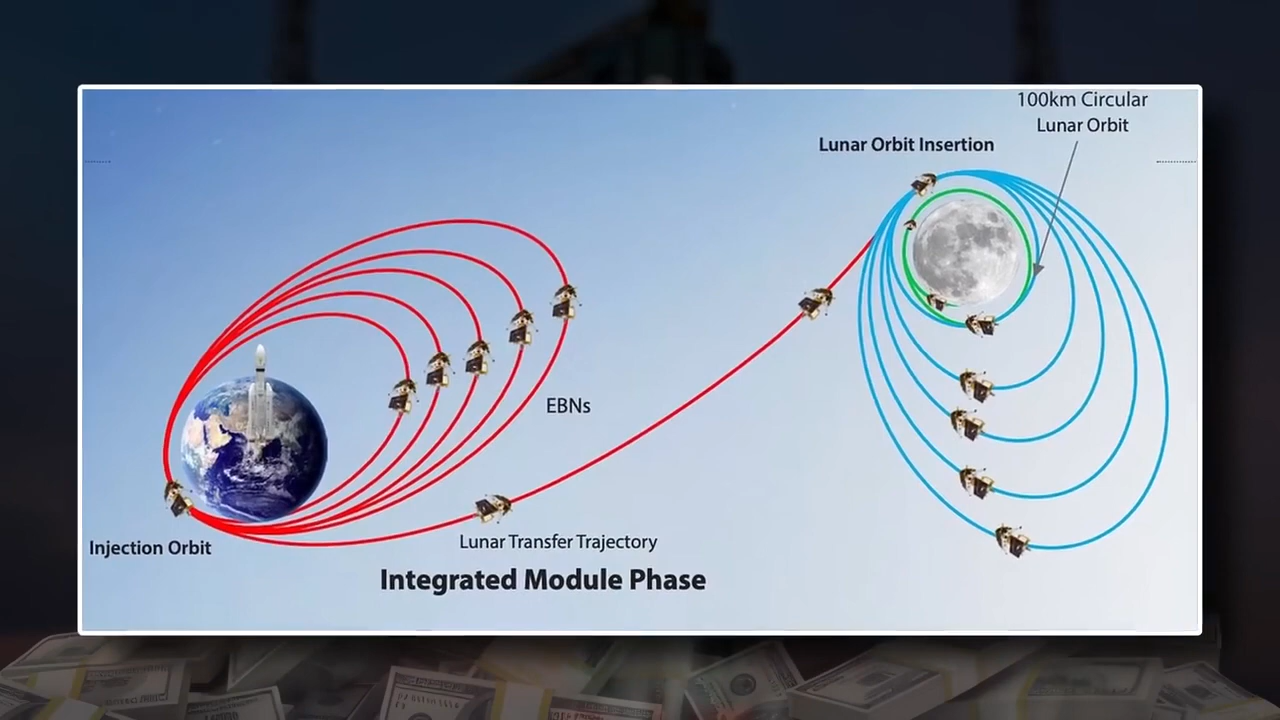 100km Circular
Lunar Orbit
Lunar Orbit Insertion
EBNs
Injection Orbit
Lunar Transfer Trajectory
Integrated Module Phase